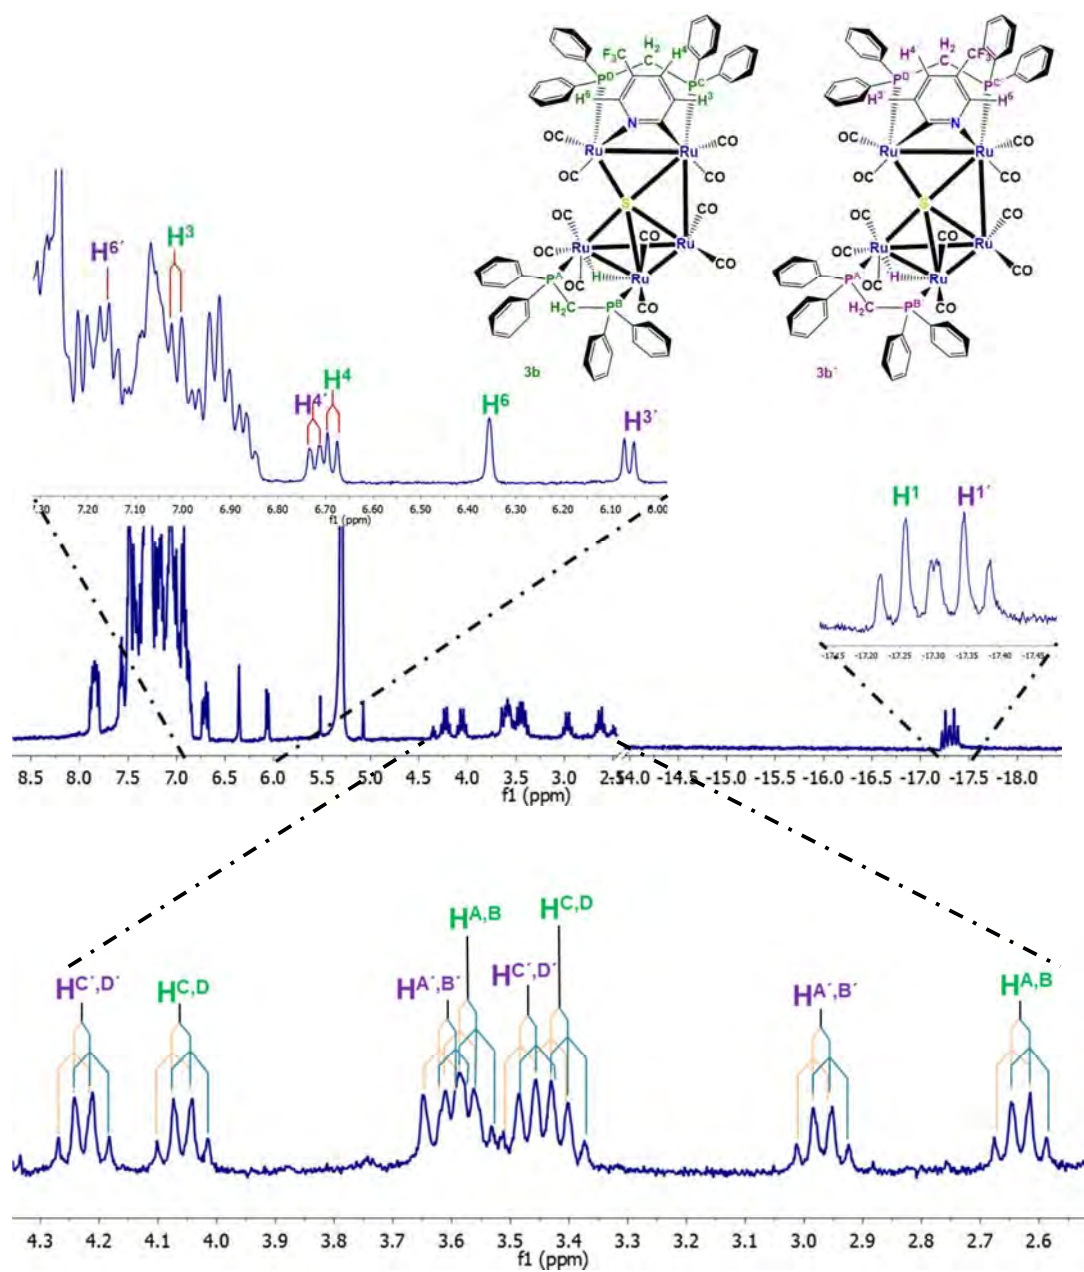 H₂
F₃C
H⁴
Pᴰ
Pᶜ
H⁶
H³
N
OC
Ru
Ru
CO
OC
CO
S
OC
CO
CO
OC
Ru
Ru
CO
H
Ru
CO
Pᴬ
OC
CO
H₂C
Pᴮ
3b
H₂
H⁴
CF₃
Pᴰ
Pᶜ
H³´
H⁶
N
OC
Ru
Ru
CO
OC
CO
S
OC
CO
CO
OC
Ru
Ru
CO
H
Ru
CO
Pᴬ
OC
CO
H₂C
Pᴮ
3b´
H⁶´ H³
H⁴´ H⁴ H⁶ H³´
7.30 7.20 7.10 7.00 6.90 6.80 6.70 6.60 6.50 6.40 6.30 6.20 6.10 6.00
f1 (ppm)
H¹ H¹´
-17.15 -17.20 -17.25 -17.30 -17.35 -17.40 -17.45
8.5 7.5 7.0 6.5 6.0 5.5 5.0 4.5 4.0 3.5 3.0 2.5 -14.0 -14.5 -15.0 -15.5 -16.0 -16.5 -17.0 -17.5 -18.0
f1 (ppm)
Hᴬ,ᴮ Hᶜ,ᴰ
Hᶜ´,ᴰ´ Hᶜ,ᴰ Hᴬ´,ᴮ´ Hᶜ´,ᴰ´ Hᴬ´,ᴮ´ Hᴬ,ᴮ
4.3 4.2 4.1 4.0 3.9 3.8 3.7 3.6 3.5 3.4 3.3 3.2 3.1 3.0 2.9 2.8 2.7 2.6
f1 (ppm)